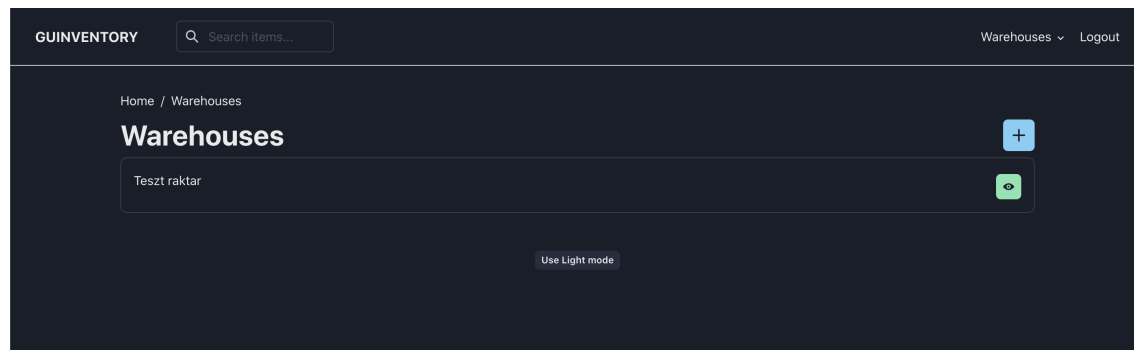 GUINVENTORY Search items... Warehouses Logout
Home / Warehouses
Warehouses
Teszt raktar
Use Light mode